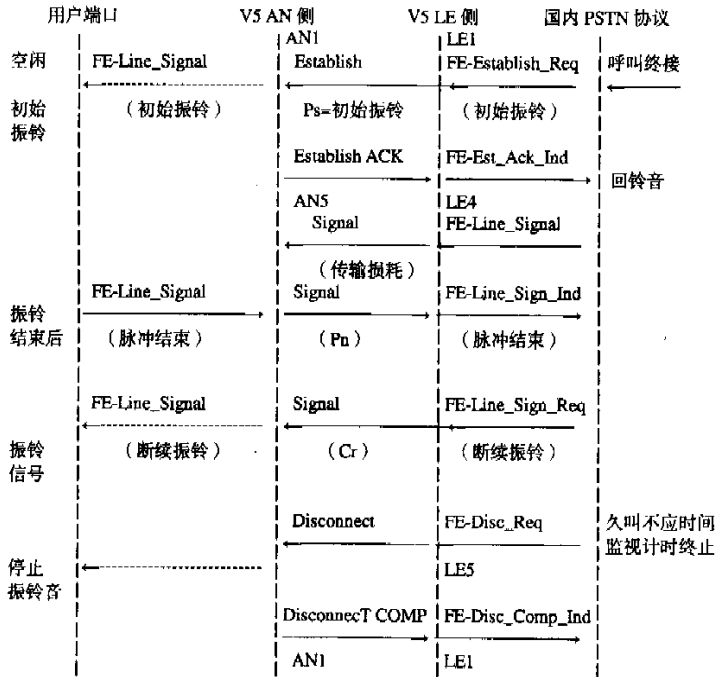 用户端口 V5 AN 侧 V5 LE 侧 国内 PSTN 协议
AN1 LE1
空闲 FE-Line_Signal Establish FE-Establish_Req 呼叫终接
初始 （初始振铃） Ps=初始振铃 （初始振铃）
振铃
Establish ACK FE-Est_Ack_Ind
回铃音
AN5 LE4
Signal FE-Line_Signal
（传输损耗）
FE-Line_Signal Signal FE-Line_Sign_Ind
振铃
结束后 （脉冲结束） （Pn） （脉冲结束）
FE-Line_Signal Signal FE-Line_Sign_Req
振铃 （断续振铃） （Cr） （断续振铃）
信号
Disconnect FE-Disc_Req 久叫不应时间
监视计时终止
停止 LE5
振铃音
DisconnecT COMP FE-Disc_Comp_Ind
AN1 LE1